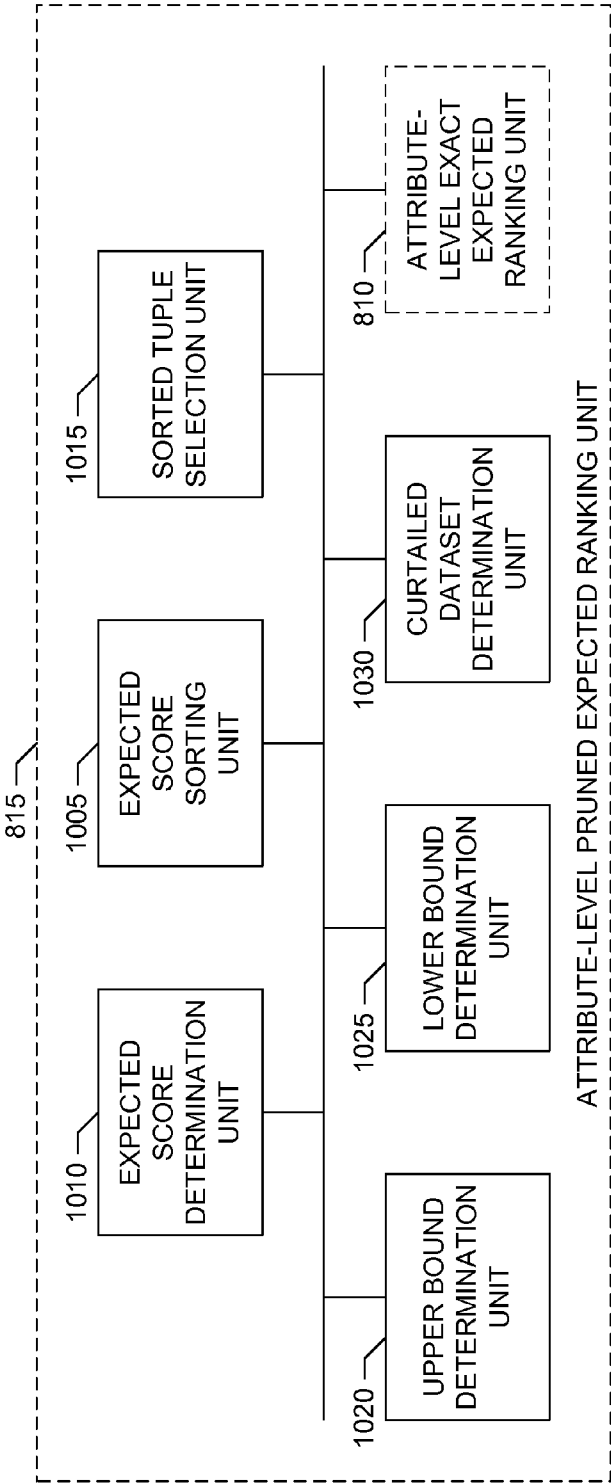 815
1010
EXPECTED
SCORE
DETERMINATION
UNIT
1005
EXPECTED
SCORE
SORTING
UNIT
1015
SORTED TUPLE
SELECTION UNIT
1020
UPPER BOUND
DETERMINATION
UNIT
1025
LOWER BOUND
DETERMINATION
UNIT
1030
CURTAILED
DATASET
DETERMINATION
UNIT
810
ATTRIBUTE-
LEVEL EXACT
EXPECTED
RANKING UNIT
ATTRIBUTE-LEVEL PRUNED EXPECTED RANKING UNIT